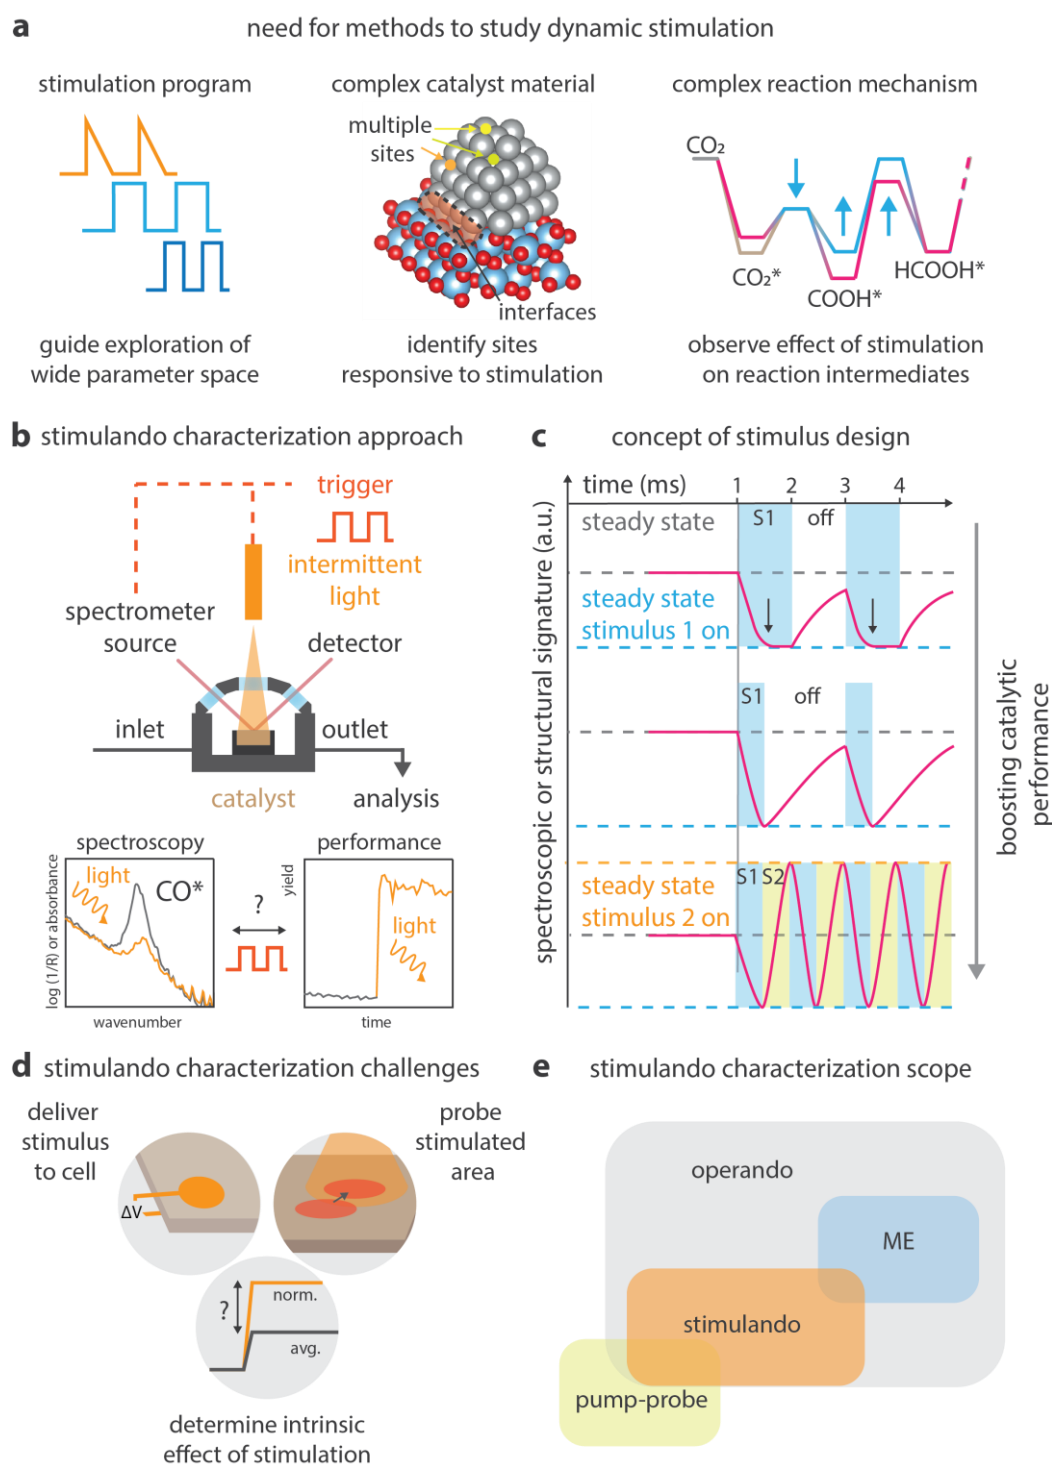 a need for methods to study dynamic stimulation
stimulation program
complex catalyst material
complex reaction mechanism
multiple
sites
interfaces
CO₂
CO₂*
COOH*
HCOOH*
guide exploration of
wide parameter space
identify sites
responsive to stimulation
observe effect of stimulation
on reaction intermediates
b stimulando characterization approach
trigger
intermittent
light
spectrometer
source
detector
inlet
outlet
catalyst
analysis
spectroscopy
light
CO*
log (1/R) or absorbance
wavenumber
?
performance
yield
light
time
c concept of stimulus design
time (ms)
1 2 3 4
spectroscopic or structural signature (a.u.)
steady state
S1 off
steady state
stimulus 1 on
S1 off
steady state
stimulus 2 on
S1 S2
boosting catalytic
performance
d stimulando characterization challenges
deliver
stimulus
to cell
ΔV
probe
stimulated
area
?
norm.
avg.
determine intrinsic
effect of stimulation
e stimulando characterization scope
operando
ME
stimulando
pump-probe